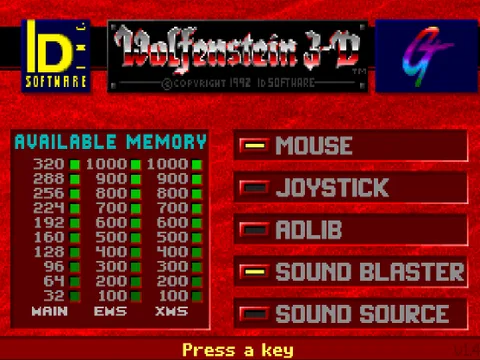 ID INC
SOFTWARE
Wolfenstein 3-D TM
© COPYRIGHT 1992 ID SOFTWARE
G
AVAILABLE MEMORY
320 1000 1000
288 900 900
256 800 800
224 700 700
192 600 600
160 500 500
128 400 400
96 300 300
64 200 200
32 100 100
MAIN EMS XMS
MOUSE
JOYSTICK
ADLIB
SOUND BLASTER
SOUND SOURCE
Press a key